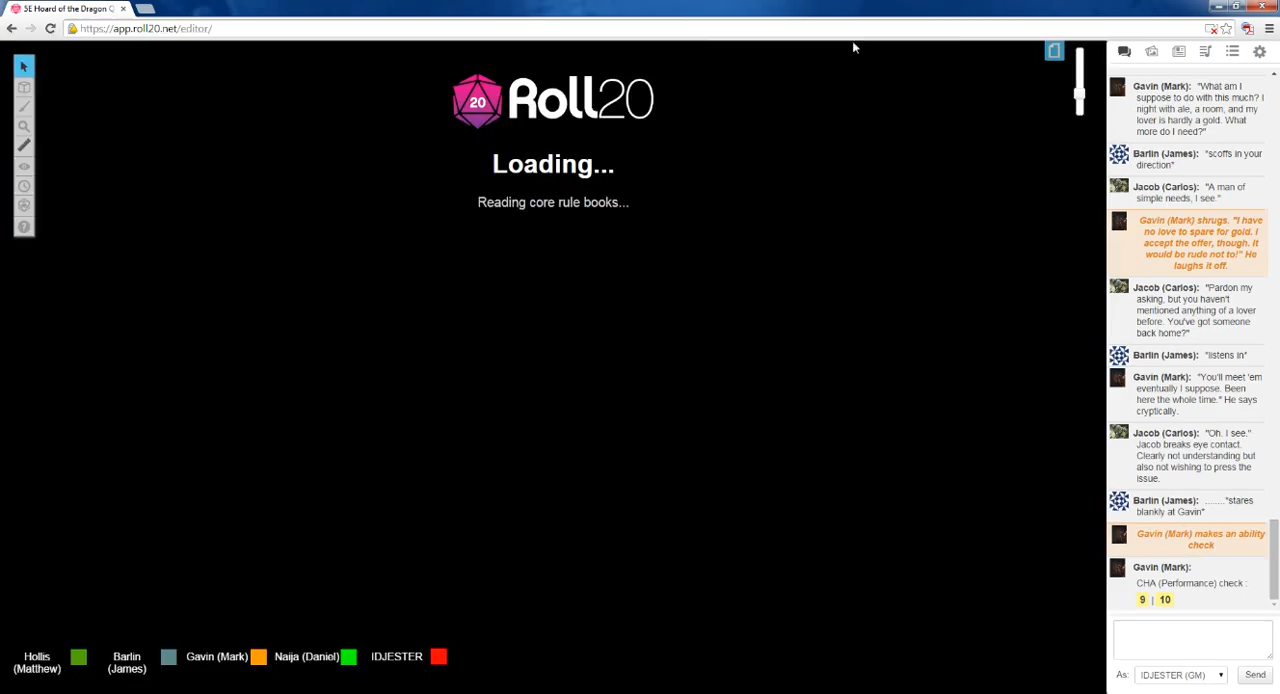 5E Hoard of the Dragon Q
https://app.roll20.net/editor/
20
Roll20
Loading...
Reading core rule books...
Gavin (Mark): "What am I
suppose to do with this much? I
night with ale, a room, and my
lover is hardly a gold. What
more do I need?"
Barlin (James): "scoffs in your
direction"
Jacob (Carlos): "A man of
simple needs, I see."
Gavin (Mark) shrugs. "I have
no love to spare for gold. I
accept the offer, though. It
would be rude not to!" He
laughs it off.
Jacob (Carlos): "Pardon my
asking, but you haven't
mentioned anything of a lover
before. You've got someone
back home?"
Barlin (James): "listens in"
Gavin (Mark): "You'll meet 'em
eventually I suppose. Been
here the whole time." He says
cryptically.
Jacob (Carlos): "Oh, I see."
Jacob breaks eye contact.
Clearly not understanding but
also not wishing to press the
issue.
Barlin (James): ........"stares
blankly at Gavin"
Gavin (Mark) makes an ability
check
Gavin (Mark):
CHA (Performance) check :
9 | 10
As: IDJESTER (GM)
Send
Hollis
(Matthew)
Barlin
(James)
Gavin (Mark)
Naija (Daniel)
IDJESTER